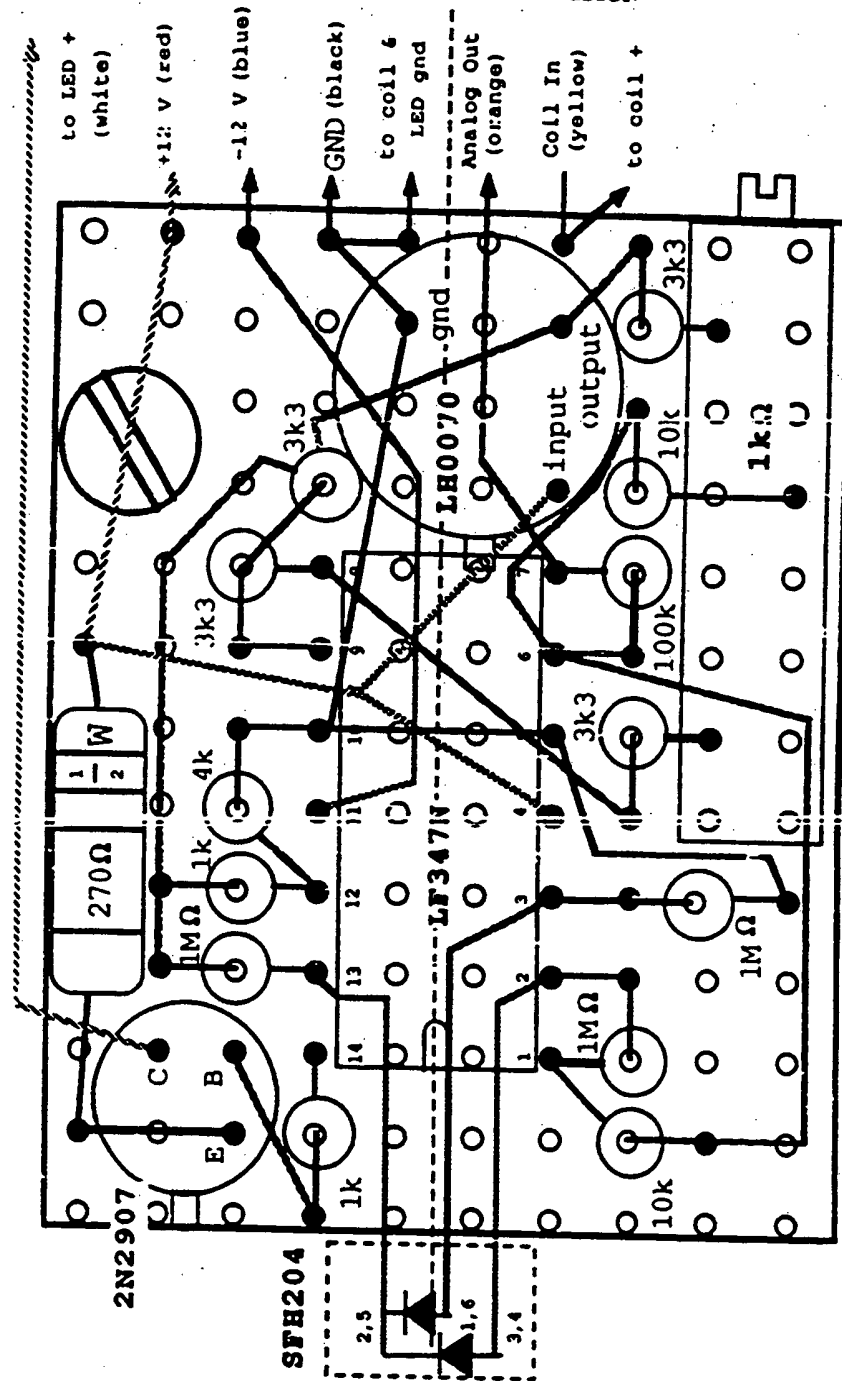 to LED +
(white)
+12 V (red)
-12 V (blue)
GND (black)
to coil &
LED gnd
Analog Out
(orange)
Coil In
(yellow)
to coil +
270Ω
1/2 W
3k3
3k3
4k
1k
1MΩ
C
B
E
2N2907
1k
SFH204
2,5
1,6
3,4
14
13
12
11
10
9
LF347N
1
2
3
4
6
7
LH0070
gnd
input
output
3k3
10k
1kΩ
100k
3k3
1MΩ
1MΩ
10k